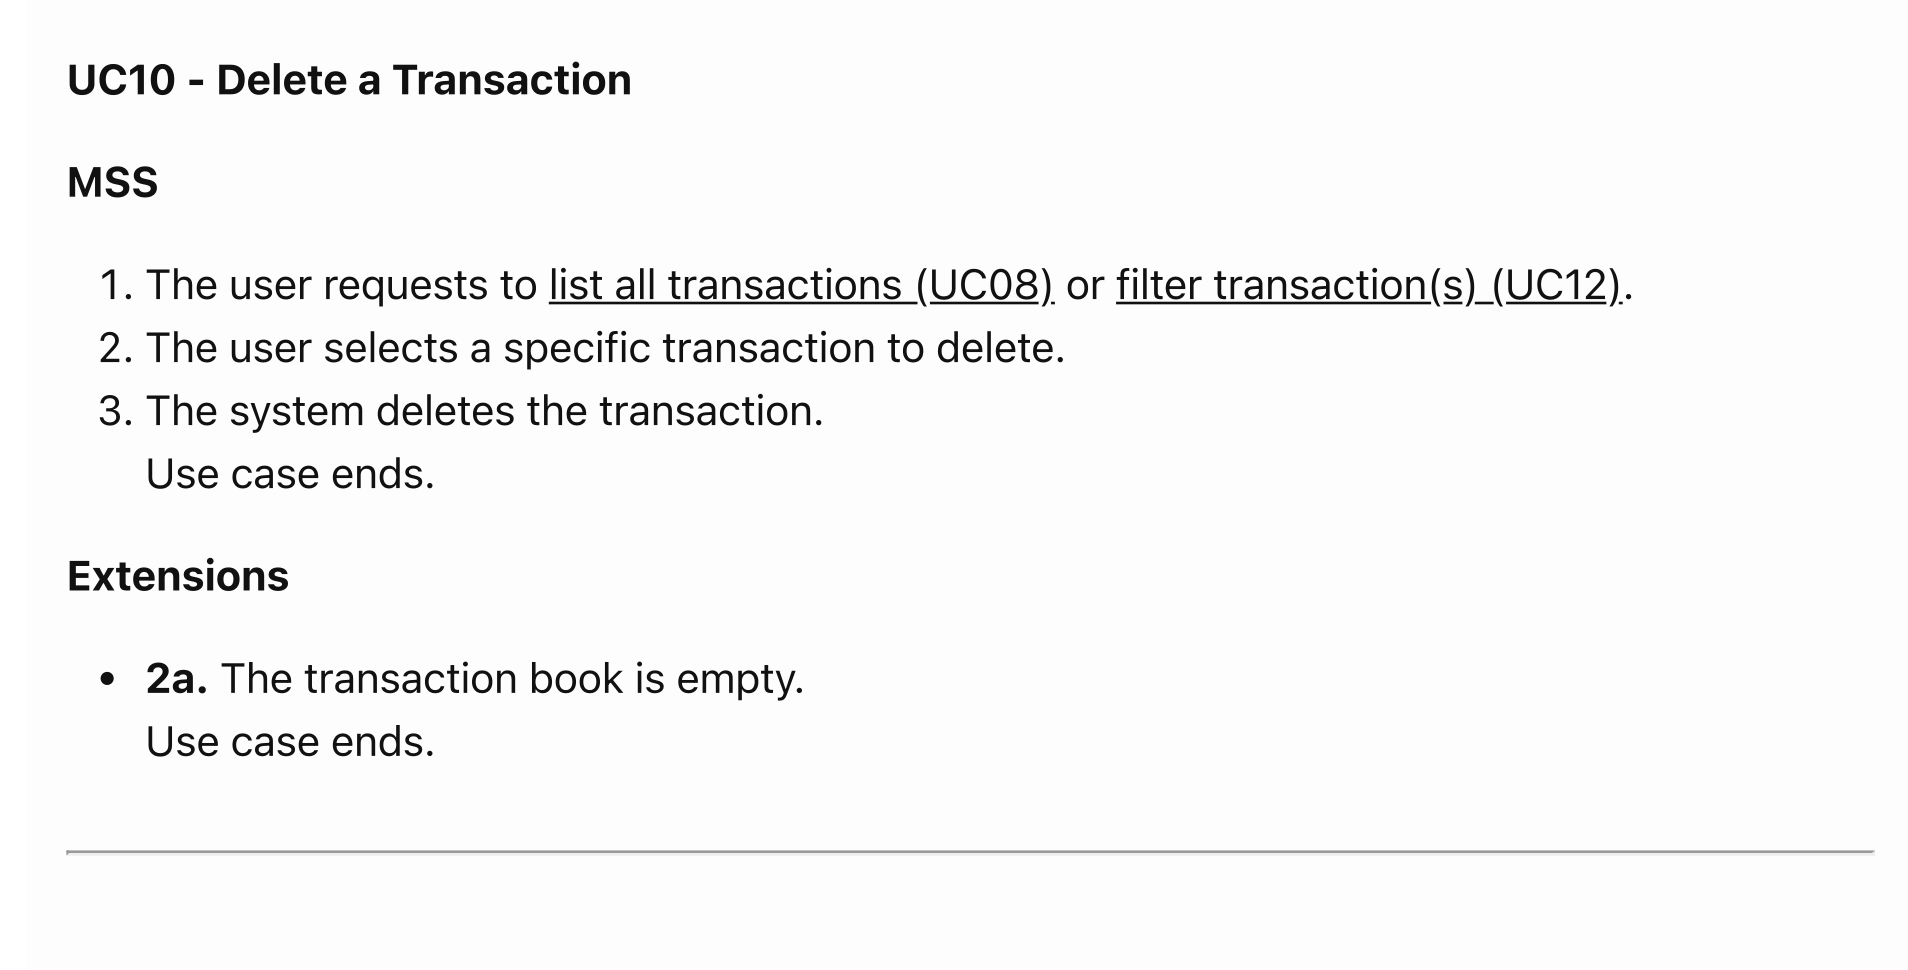 UC10 - Delete a Transaction
MSS
1. The user requests to list all transactions (UC08) or filter transaction(s) (UC12).
2. The user selects a specific transaction to delete.
3. The system deletes the transaction.
Use case ends.
Extensions
• 2a. The transaction book is empty.
Use case ends.